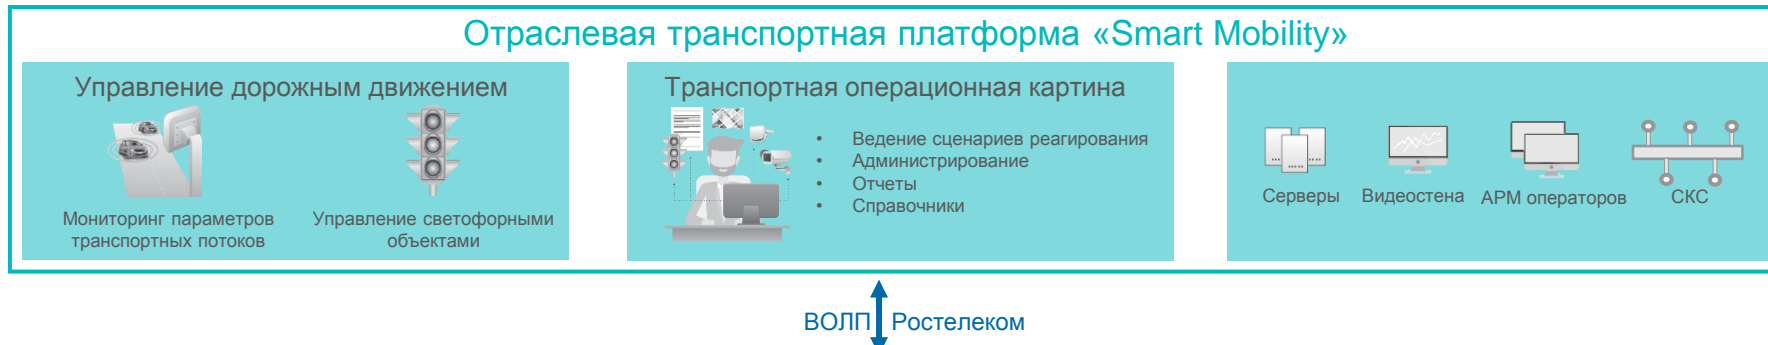 Отраслевая транспортная платформа «Smart Mobility»
Управление дорожным движением
Мониторинг параметров
транспортных потоков
Управление светофорными
объектами
Транспортная операционная картина
• Ведение сценариев реагирования
• Администрирование
• Отчеты
• Справочники
Серверы
Видеостена
АРМ операторов
СКС
ВОЛП Ростелеком